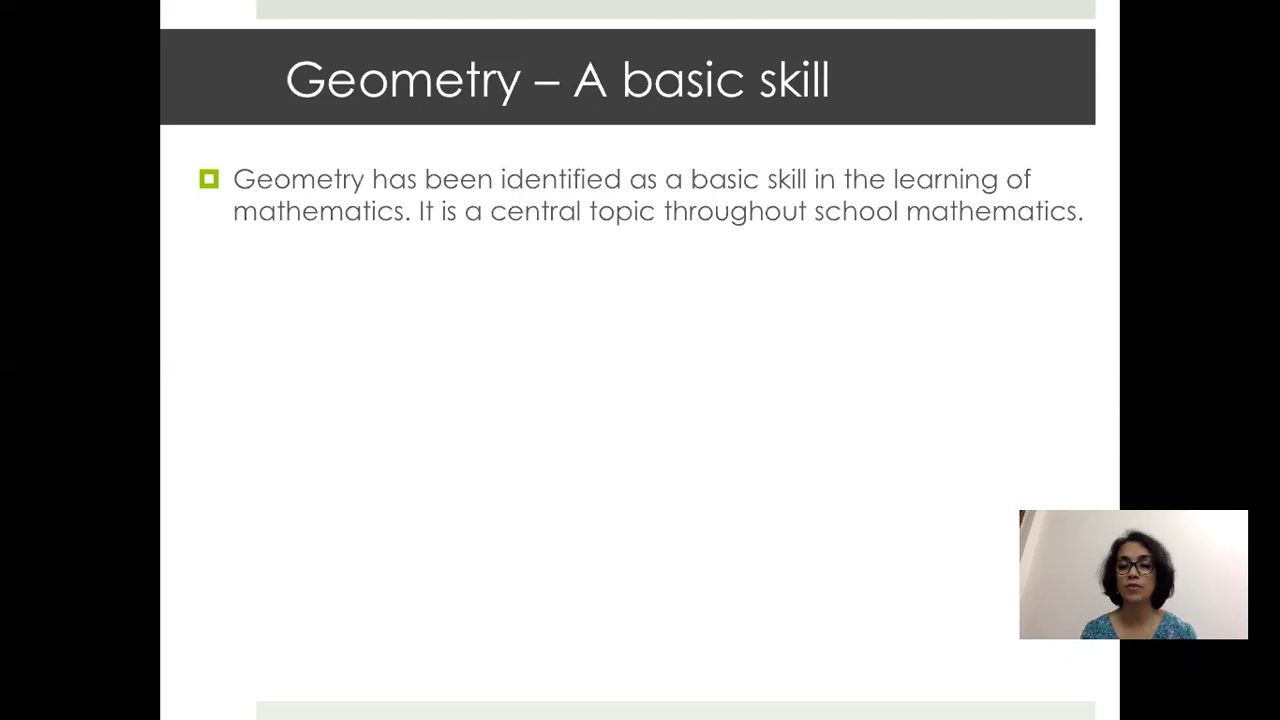 Geometry – A basic skill
Geometry has been identified as a basic skill in the learning of
mathematics. It is a central topic throughout school mathematics.